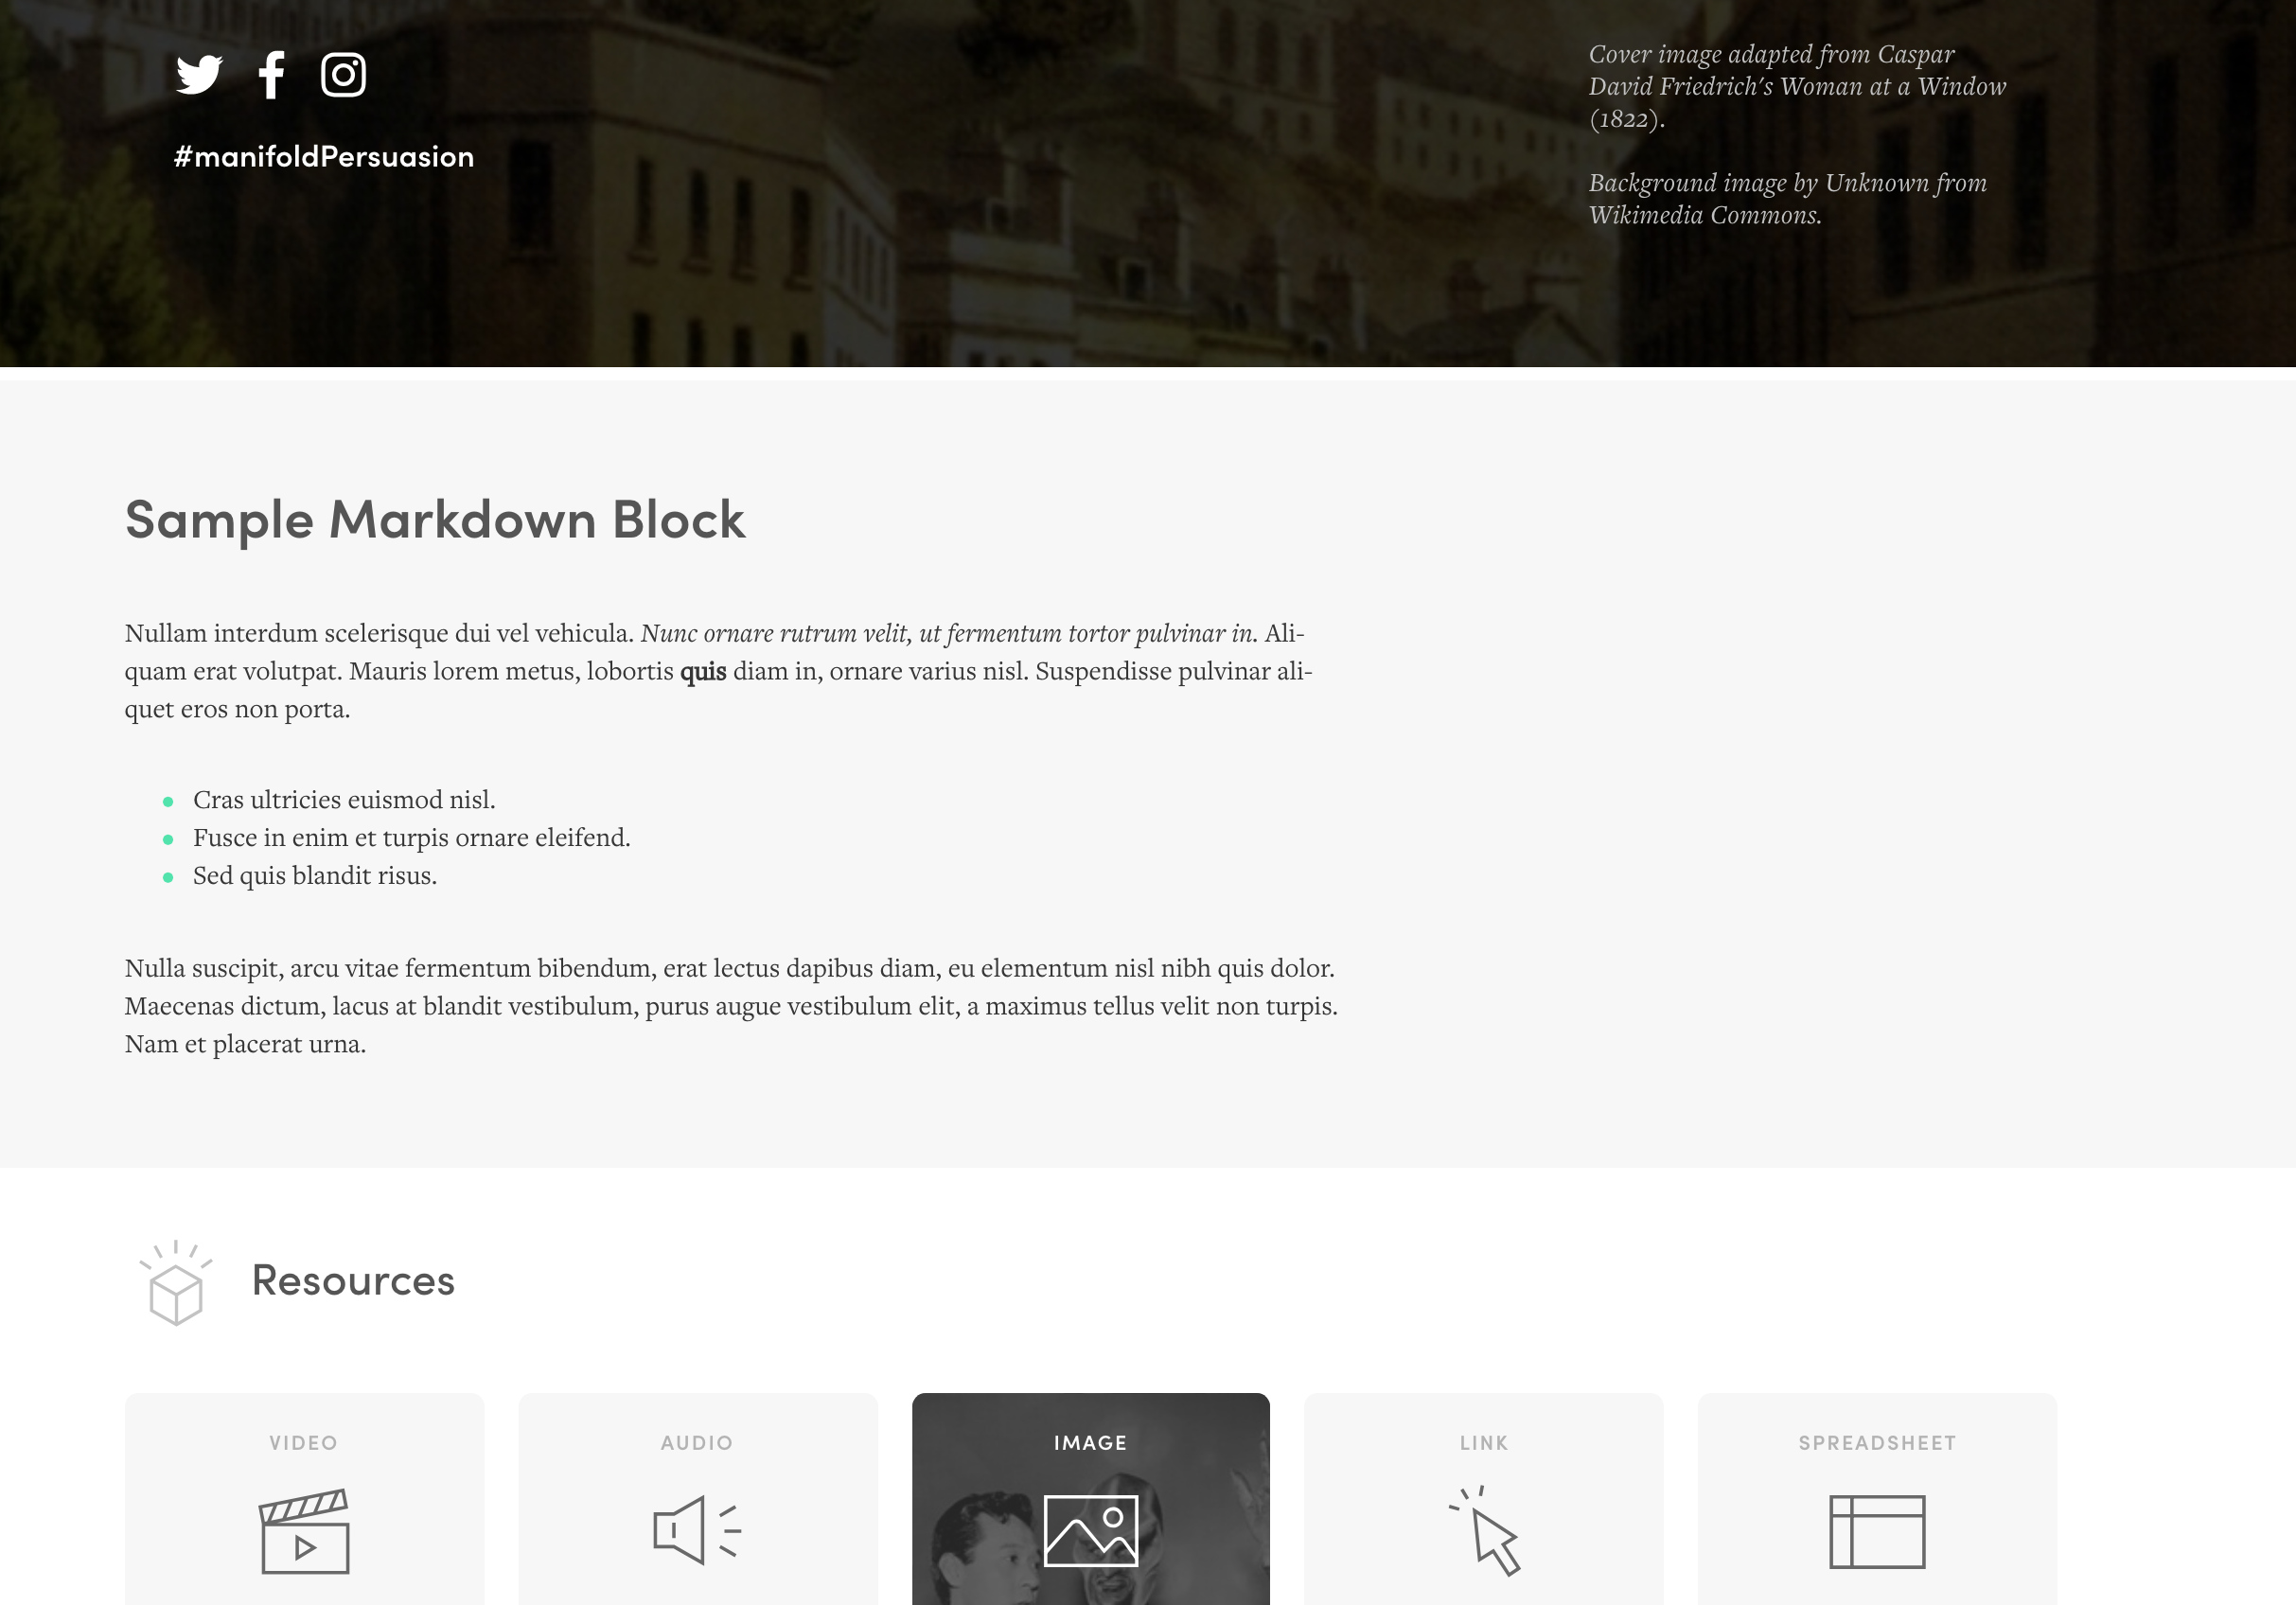 #manifoldPersuasion
Cover image adapted from Caspar
David Friedrich's Woman at a Window
(1822).
Background image by Unknown from
Wikimedia Commons.
Sample Markdown Block
Nullam interdum scelerisque dui vel vehicula. Nunc ornare rutrum velit, ut fermentum tortor pulvinar in. Ali-
quam erat volutpat. Mauris lorem metus, lobortis quis diam in, ornare varius nisl. Suspendisse pulvinar ali-
quet eros non porta.
Cras ultricies euismod nisl.
Fusce in enim et turpis ornare eleifend.
Sed quis blandit risus.
Nulla suscipit, arcu vitae fermentum bibendum, erat lectus dapibus diam, eu elementum nisl nibh quis dolor.
Maecenas dictum, lacus at blandit vestibulum, purus augue vestibulum elit, a maximus tellus velit non turpis.
Nam et placerat urna.
Resources
VIDEO
AUDIO
IMAGE
LINK
SPREADSHEET